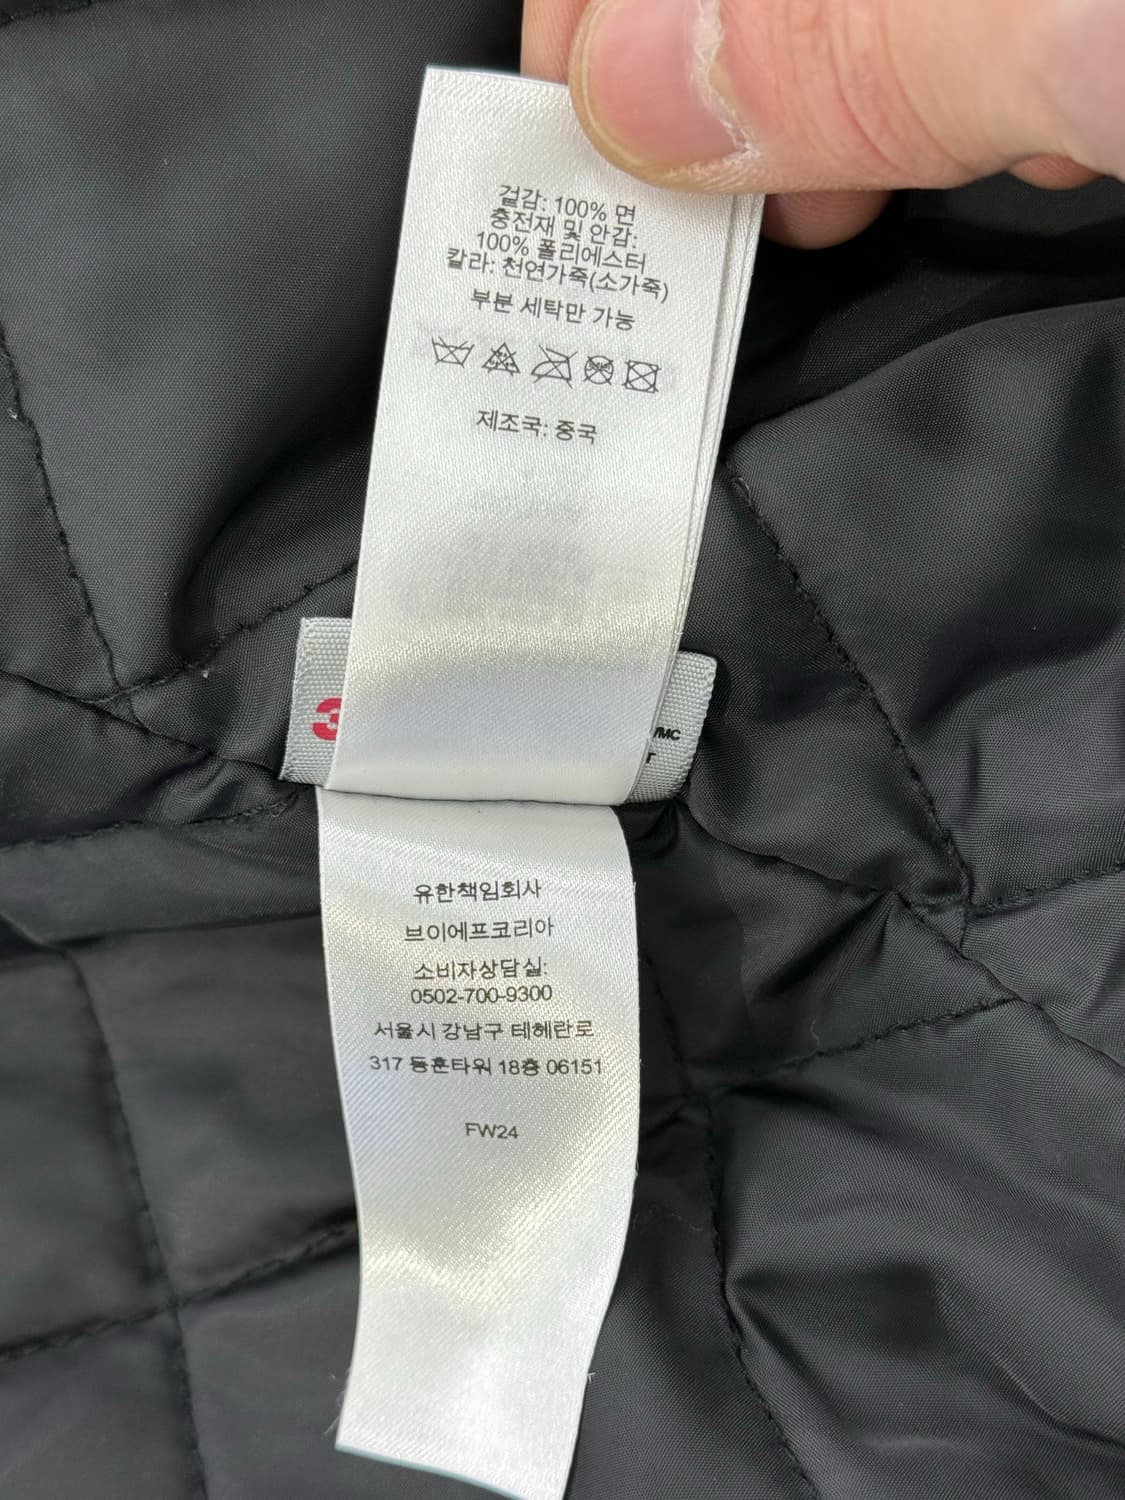 겉감: 100% 면
충전재 및 안감:
100% 폴리에스터
칼라: 천연가죽(소가죽)
부분 세탁만 가능
제조국: 중국
3
/MC
T
유한책임회사
브이에프코리아
소비자상담실:
0502-700-9300
서울시 강남구 테헤란로
317 동훈타워 18층 06151
FW24